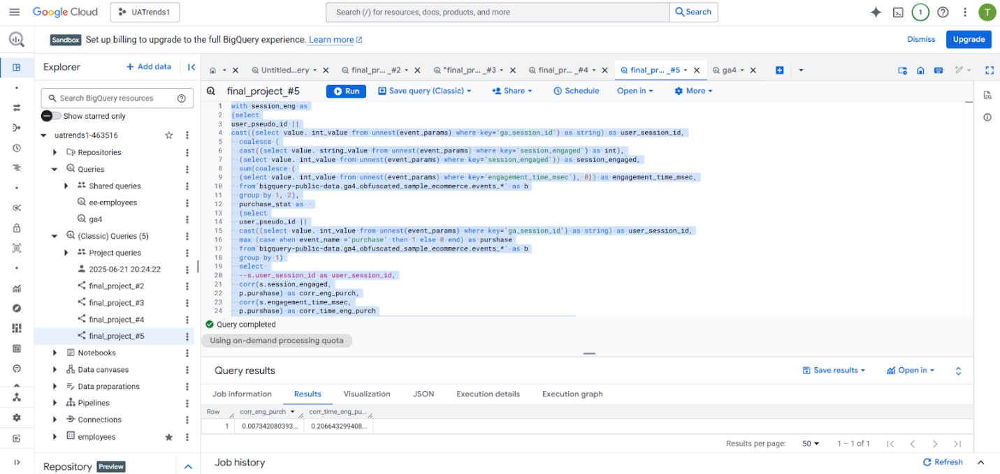 Google Cloud
UATrends1
Search (/) for resources, docs, products, and more
Search
1
T
Sandbox Set up billing to upgrade to the full BigQuery experience. Learn more
Dismiss
Upgrade
Explorer
+ Add data
Search BigQuery resources
Show starred only
uatrends1-463516
Repositories
Queries
Shared queries
ee-employees
ga4
(Classic) Queries (5)
Project queries
2025-06-21 20:24:22
final_project_#2
final_project_#3
final_project_#4
final_project_#5
Notebooks
Data canvases
Data preparations
Pipelines
Connections
employees
Repository Preview
Untitled...ery
final_pr... _#2
*final_pr... _#3
final_pr... _#4
final_pr... _#5
ga4
final_project_#5
Run
Save query (Classic)
Share
Schedule
Open in
More
1 with session_eng as
2 (select
3 user_pseudo_id ||
4 cast((select value. int_value from unnest(event_params) where key='ga_session_id') as string) as user_session_id,
5 coalesce (
6 cast((select value. string_value from unnest(event_params) where key='session_engaged') as int),
7 (select value. int_value from unnest(event_params) where key='session_engaged')) as session_engaged,
8 sum(coalesce (
9 (select value. int_value from unnest(event_params) where key='engagement_time_msec'), 0)) as engagement_time_msec,
10 from`bigquery-public-data.ga4_obfuscated_sample_ecommerce.events_*` as b
11 group by 1, 2),
12 purchase_stat as
13 (select
14 user_pseudo_id ||
15 cast((select value. int_value from unnest(event_params) where key='ga_session_id') as string) as user_session_id,
16 max (case when event_name ='purchase' then 1 else 0 end) as purshase
17 from`bigquery-public-data.ga4_obfuscated_sample_ecommerce.events_*` as b
18 group by 1)
19 select
20 --s.user_session_id as user_session_id,
21 corr(s.session_engaged,
22 p.purshase) as corr_eng_purch,
23 corr(s.engagement_time_msec,
24 p.purshase) as corr_time_eng_purch
Query completed
Using on-demand processing quota
Query results
Save results
Open in
Job information Results Visualization JSON Execution details Execution graph
Row corr_eng_purch corr_time_eng_pu...
1 0.007342080393... 0.206643299408...
Results per page: 50 1 – 1 of 1
Job history
Refresh